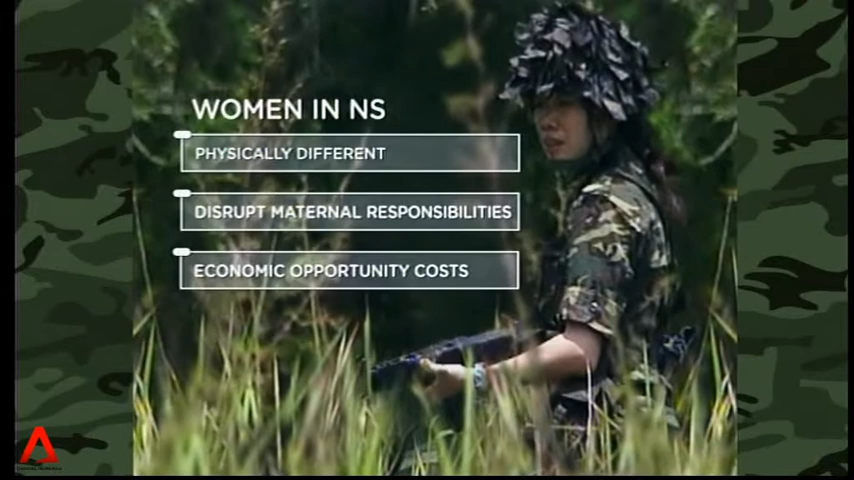 WOMEN IN NS
PHYSICALLY DIFFERENT
DISRUPT MATERNAL RESPONSIBILITIES
ECONOMIC OPPORTUNITY COSTS